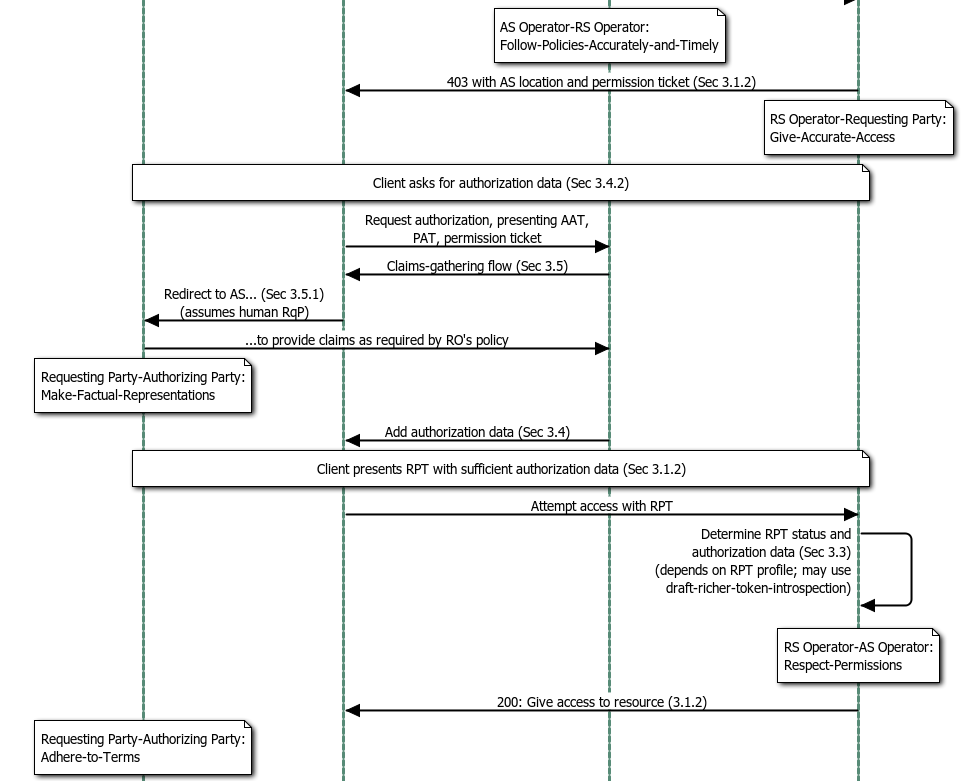 AS Operator-RS Operator:
Follow-Policies-Accurately-and-Timely
403 with AS location and permission ticket (Sec 3.1.2)
RS Operator-Requesting Party:
Give-Accurate-Access
Client asks for authorization data (Sec 3.4.2)
Request authorization, presenting AAT,
PAT, permission ticket
Claims-gathering flow (Sec 3.5)
Redirect to AS... (Sec 3.5.1)
(assumes human RqP)
...to provide claims as required by RO's policy
Requesting Party-Authorizing Party:
Make-Factual-Representations
Add authorization data (Sec 3.4)
Client presents RPT with sufficient authorization data (Sec 3.1.2)
Attempt access with RPT
Determine RPT status and
authorization data (Sec 3.3)
(depends on RPT profile; may use
draft-richer-token-introspection)
RS Operator-AS Operator:
Respect-Permissions
200: Give access to resource (3.1.2)
Requesting Party-Authorizing Party:
Adhere-to-Terms